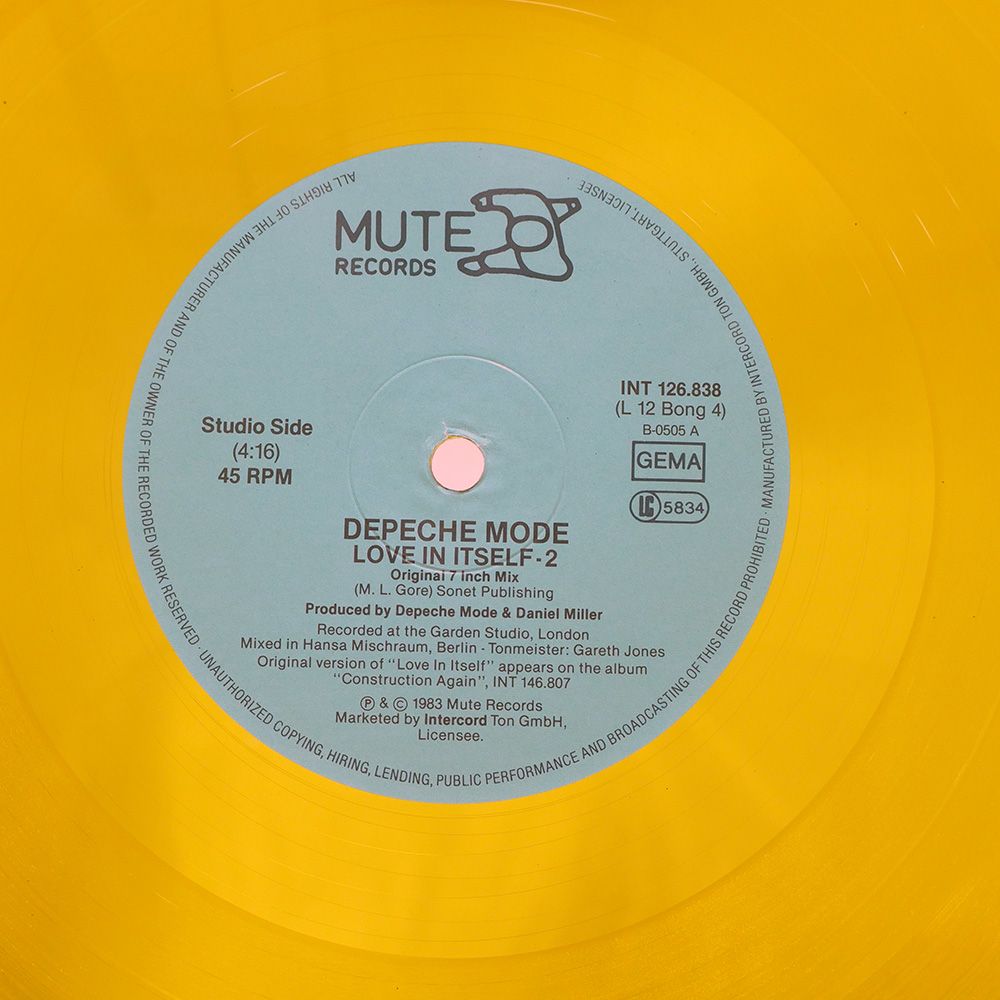 MUTE
RECORDS
Studio Side
(4:16)
45 RPM
INT 126.838
(L 12 Bong 4)
B-0505 A
GEMA
LC 5834
DEPECHE MODE
LOVE IN ITSELF-2
Original 7 inch Mix
(M. L. Gore) Sonet Publishing
Produced by Depeche Mode & Daniel Miller
Recorded at the Garden Studio, London
Mixed in Hansa Mischraum, Berlin - Tonmeister: Gareth Jones
Original version of "Love In Itself" appears on the album
"Construction Again", INT 146.807
Ⓟ & © 1983 Mute Records
Marketed by Intercord Ton GmbH,
Licensee.
ALL RIGHTS OF THE MANUFACTURER AND OF THE OWNER OF THE RECORDED WORK RESERVED · UNAUTHORIZED COPYING, HIRING, LENDING, PUBLIC PERFORMANCE AND BROADCASTING OF THIS RECORD PROHIBITED · MANUFACTURED BY INTERCORD TON GMBH., STUTTGART, LICENSEE